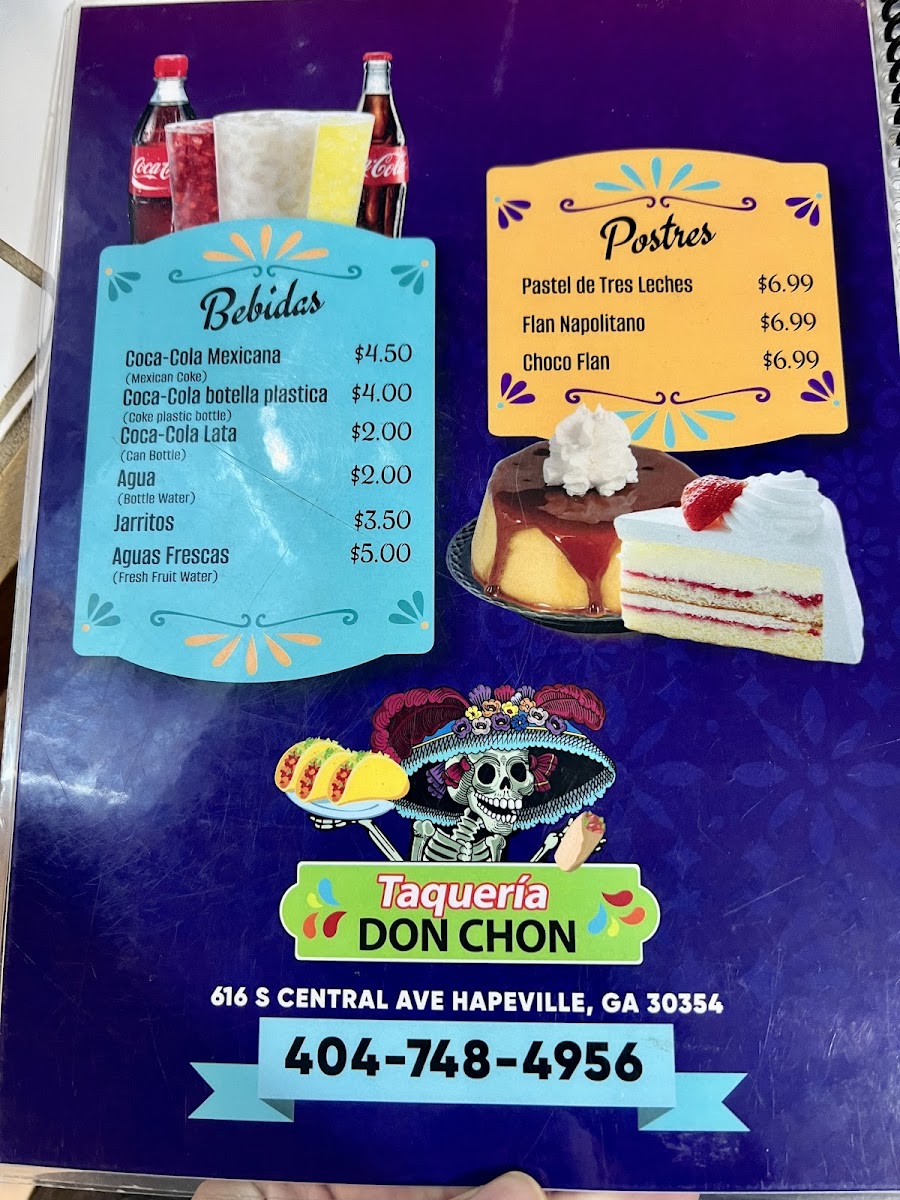 Coca-Cola
Coca-Cola
Bebidas
Coca-Cola Mexicana $4.50
(Mexican Coke)
Coca-Cola botella plastica $4.00
(Coke plastic bottle)
Coca-Cola Lata $2.00
(Can Bottle)
Agua $2.00
(Bottle Water)
Jarritos $3.50
Aguas Frescas $5.00
(Fresh Fruit Water)
Postres
Pastel de Tres Leches $6.99
Flan Napolitano $6.99
Choco Flan $6.99
Taquería
DON CHON
616 S CENTRAL AVE HAPEVILLE, GA 30354
404-748-4956